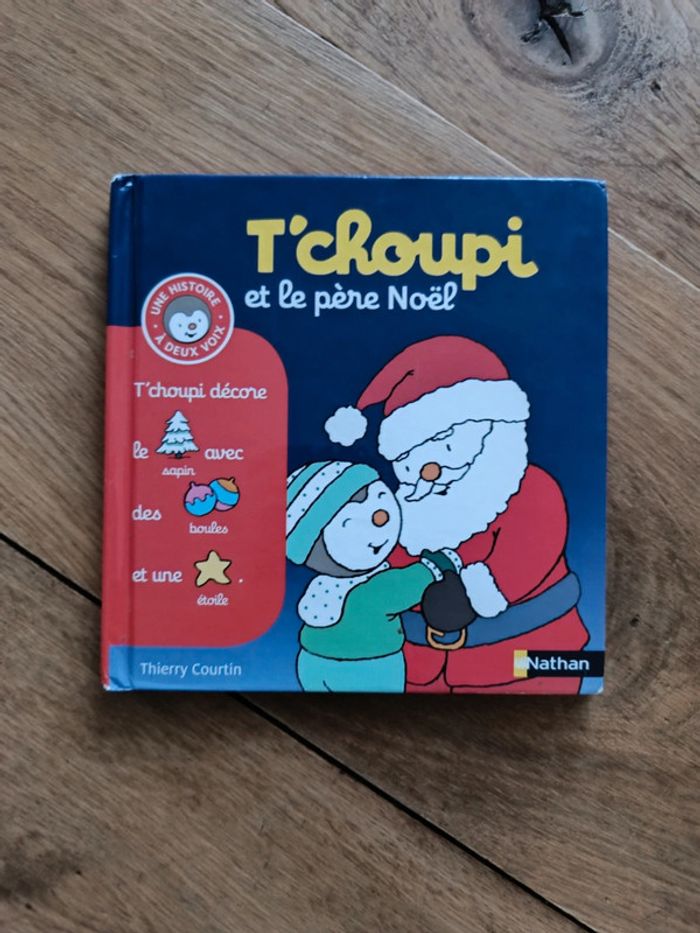 T'choupi
et le père Noël
UNE HISTOIRE
À DEUX VOIX
T'choupi décore
le avec
sapin
des
boules
et une .
étoile
Thierry Courtin
Nathan